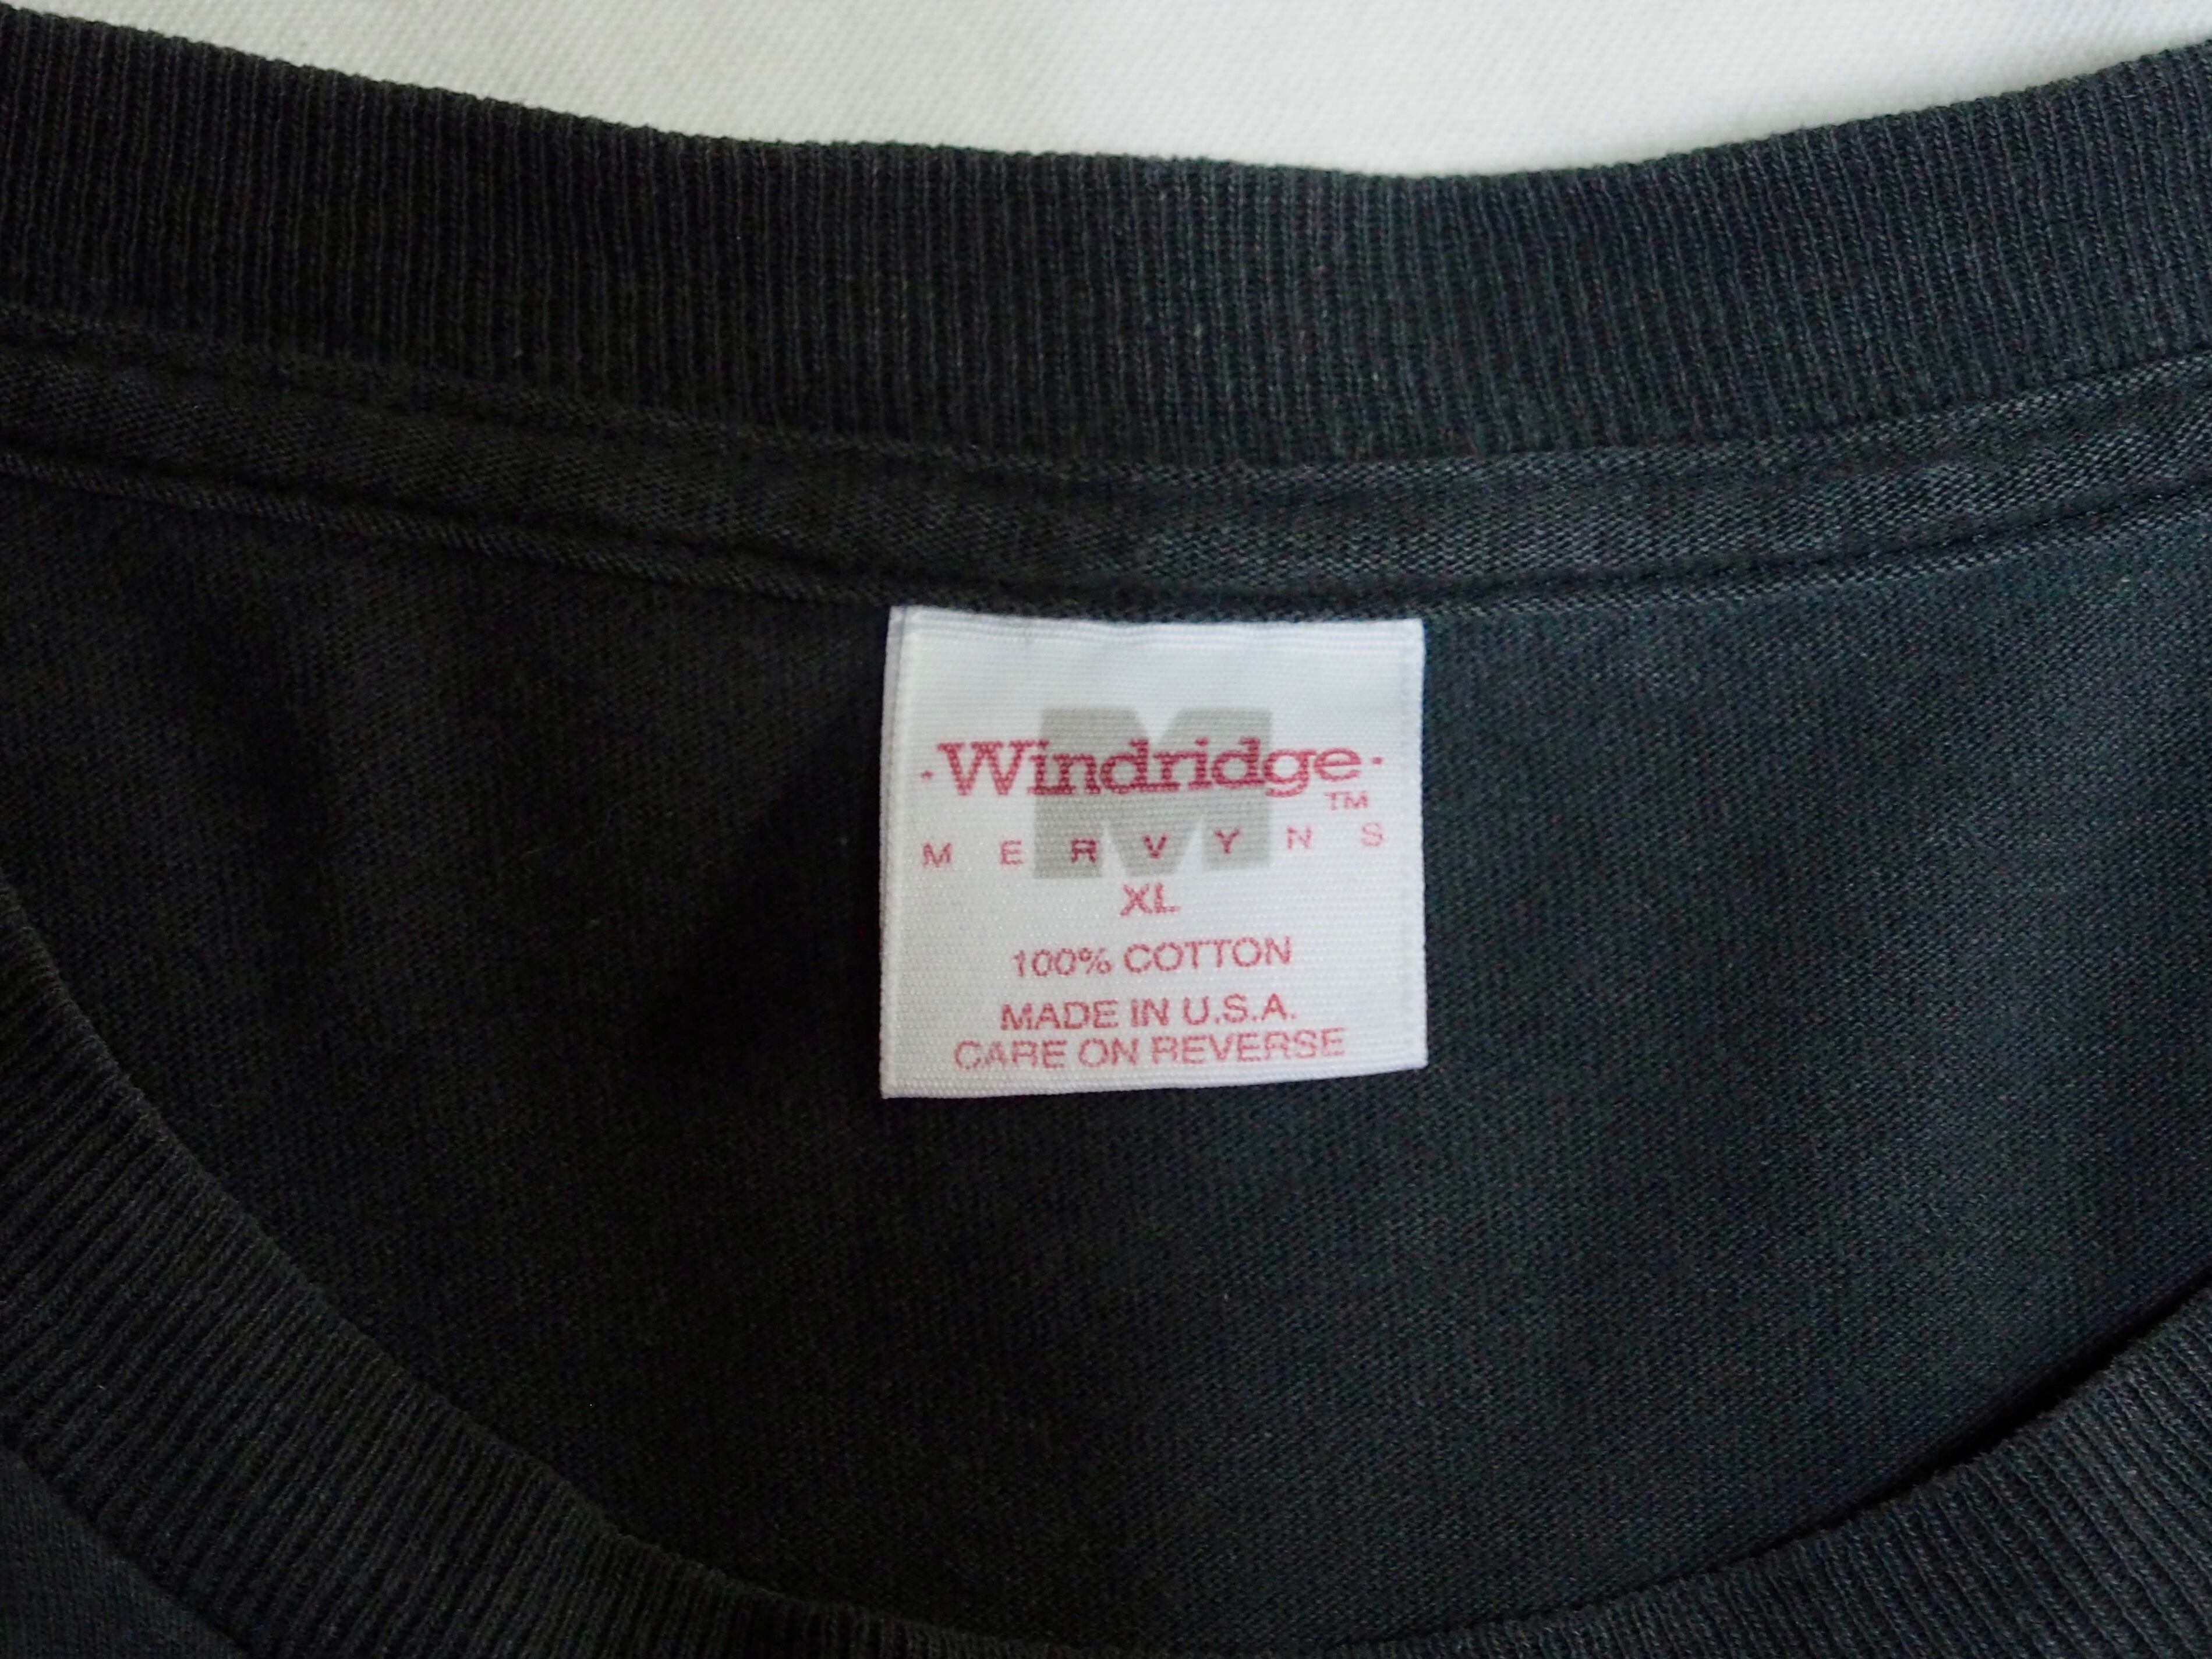 M
·Windridge·
TM
MERVYNS
XL
100% COTTON
MADE IN U.S.A.
CARE ON REVERSE